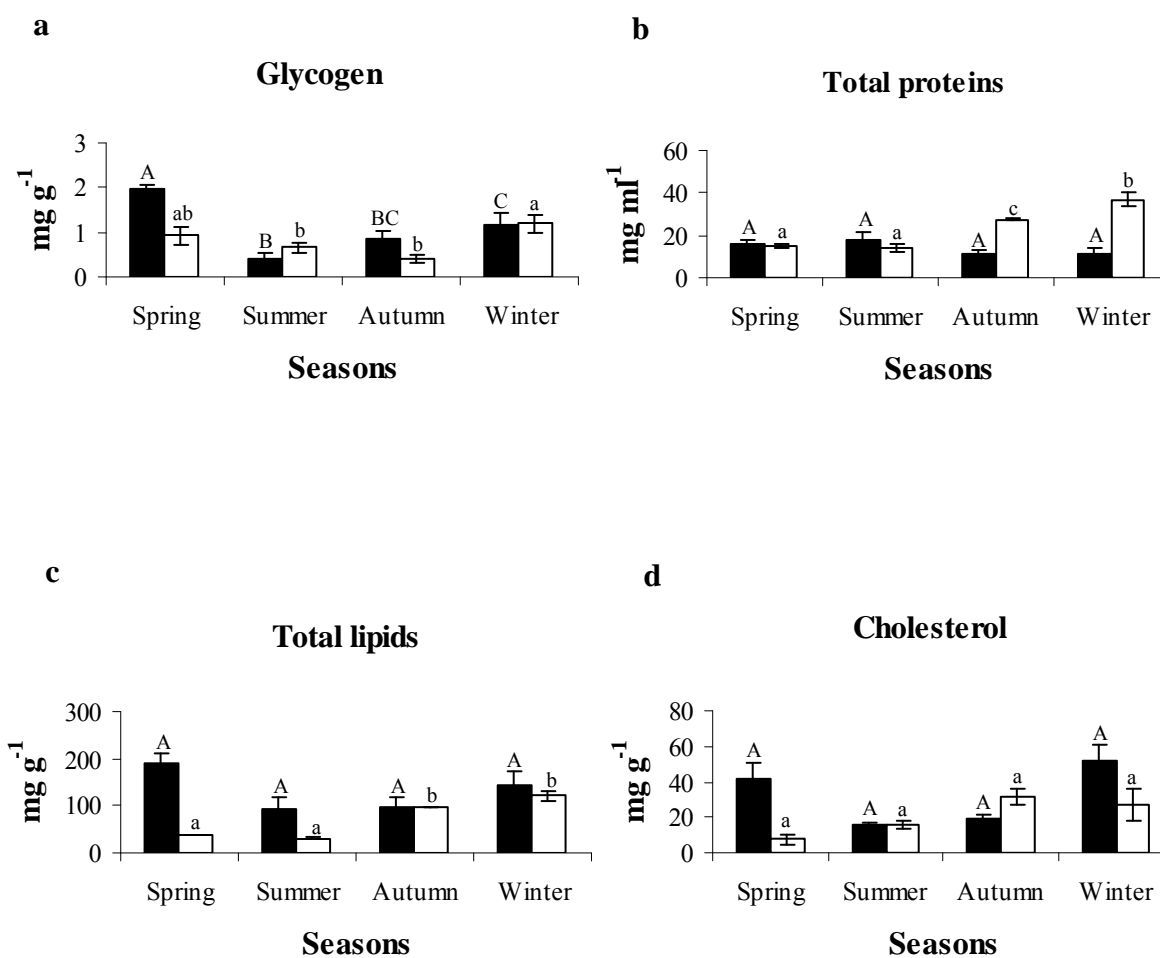 a
Glycogen
mg g-1
3
2
1
0
A
ab
B
b
BC
b
C
a
Spring Summer Autumn Winter
Seasons
b
Total proteins
mg ml-1
60
40
20
0
A
a
A
a
A
c
A
b
Spring Summer Autumn Winter
Seasons
c
Total lipids
mg g-1
300
200
100
0
A
a
A
a
A
b
A
b
Spring Summer Autumn Winter
Seasons
d
Cholesterol
mg g-1
80
60
40
20
0
A
a
A
a
A
a
A
a
Spring Summer Autumn Winter
Seasons